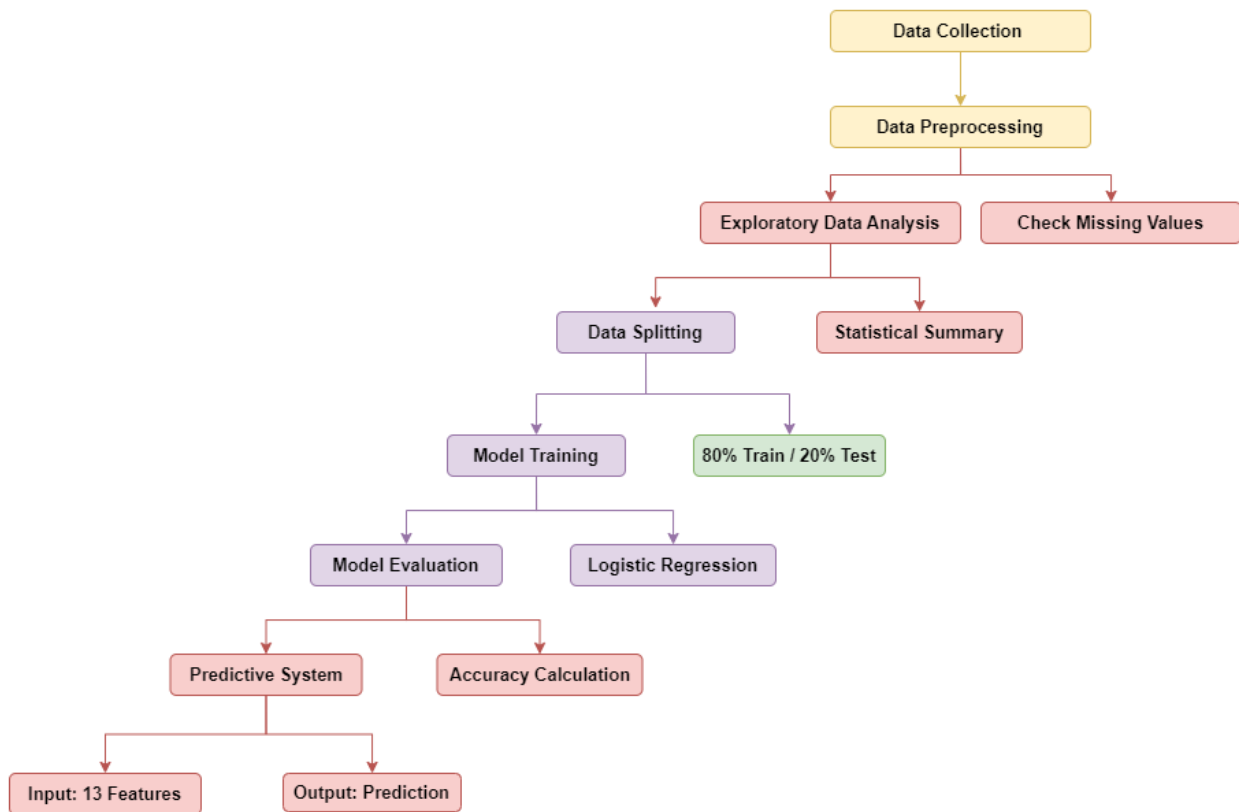 Data Collection
Data Preprocessing
Exploratory Data Analysis
Check Missing Values
Data Splitting
Statistical Summary
Model Training
80% Train / 20% Test
Model Evaluation
Logistic Regression
Predictive System
Accuracy Calculation
Input: 13 Features
Output: Prediction